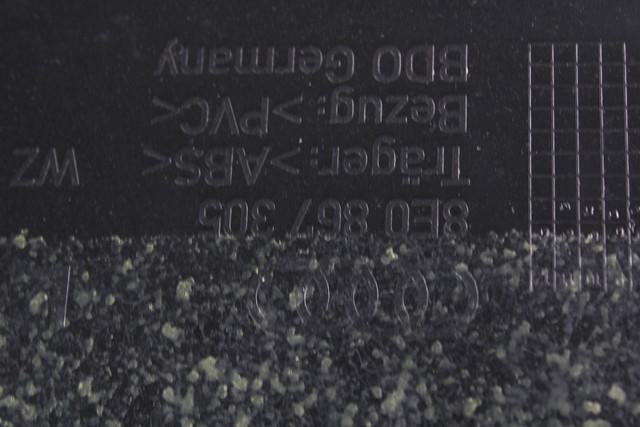 8E0 867 305
Träger: >ABS< WZ
Bezug: >PVC<
BDO Germany